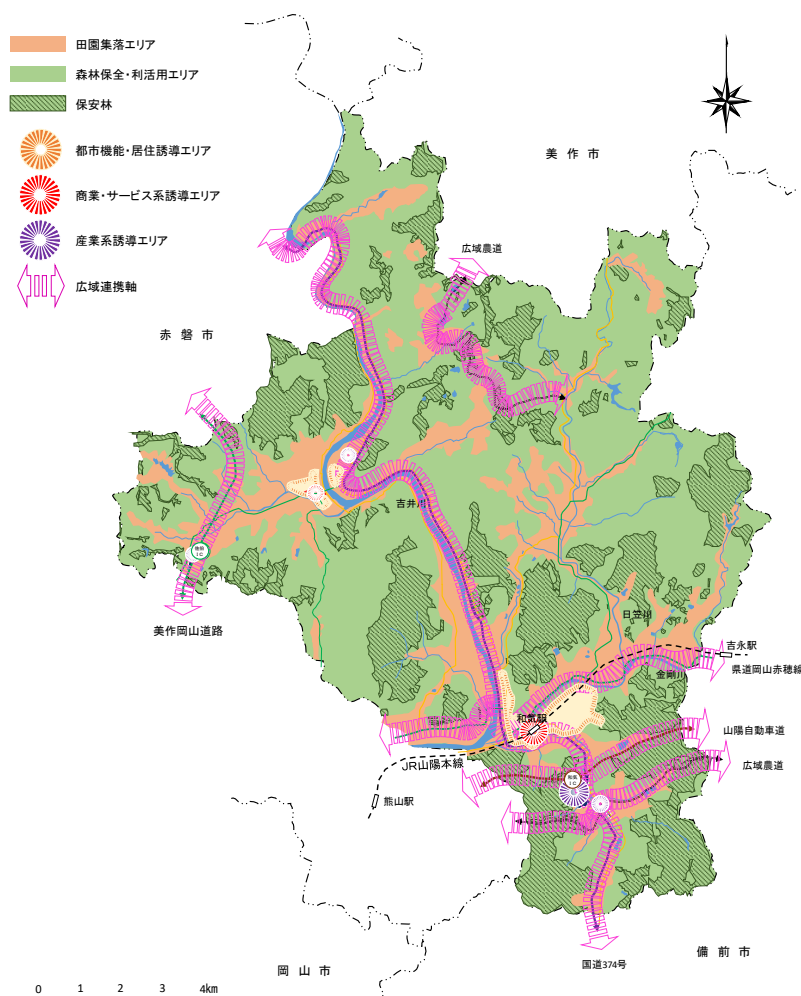 田園集落エリア
森林保全・利活用エリア
保安林
都市機能・居住誘導エリア
商業・サービス系誘導エリア
産業系誘導エリア
広域連携軸
美作市
広域農道
赤磐市
吉井川
IC
美作岡山道路
日笠川
吉永駅
金剛川
県道岡山赤穂線
和気駅
山陽自動車道
JR山陽本線
広域農道
和気
IC
熊山駅
備前市
国道374号
岡山市
0 1 2 3 4km